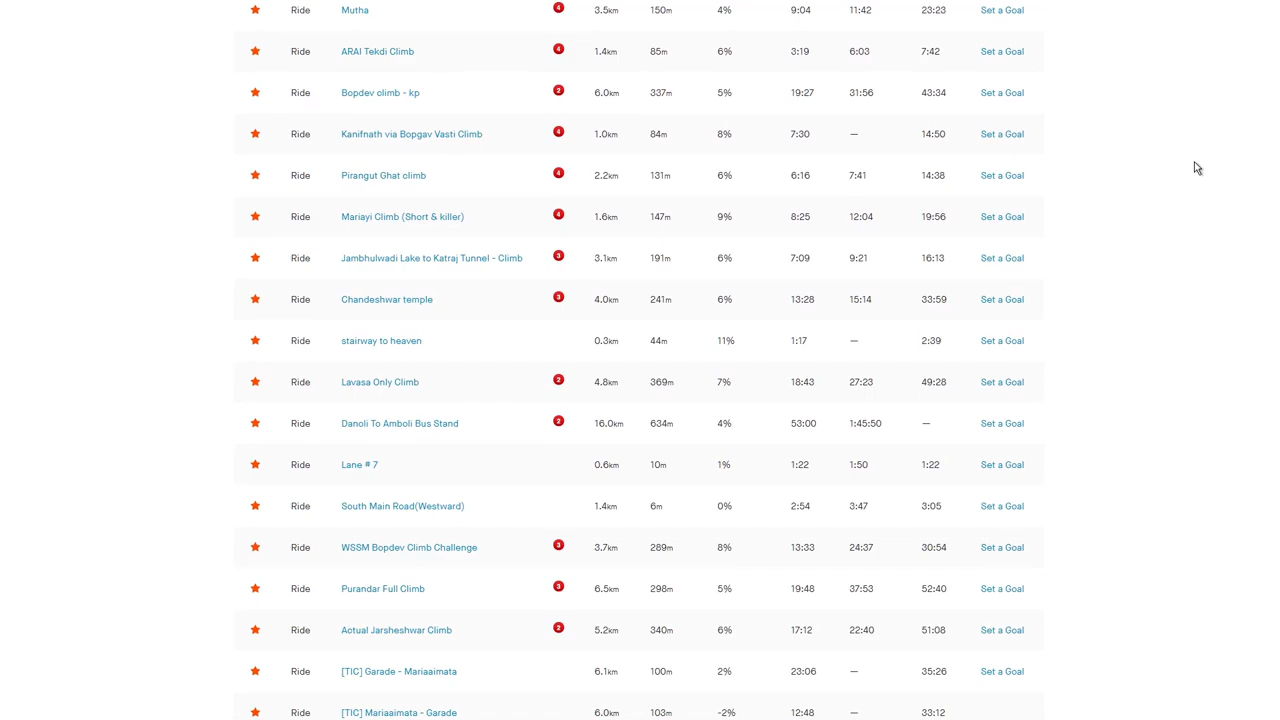 Ride Mutha 4 3.5km 150m 4% 9:04 11:42 23:23 Set a Goal
Ride ARAI Tekdi Climb 4 1.4km 85m 6% 3:19 6:03 7:42 Set a Goal
Ride Bopdev climb - kp 2 6.0km 337m 5% 19:27 31:56 43:34 Set a Goal
Ride Kanifnath via Bopgav Vasti Climb 4 1.0km 84m 8% 7:30 — 14:50 Set a Goal
Ride Pirangut Ghat climb 4 2.2km 131m 6% 6:16 7:41 14:38 Set a Goal
Ride Mariayi Climb (Short & killer) 4 1.6km 147m 9% 8:25 12:04 19:56 Set a Goal
Ride Jambhulwadi Lake to Katraj Tunnel - Climb 3 3.1km 191m 6% 7:09 9:21 16:13 Set a Goal
Ride Chandeshwar temple 3 4.0km 241m 6% 13:28 15:14 33:59 Set a Goal
Ride stairway to heaven 0.3km 44m 11% 1:17 — 2:39 Set a Goal
Ride Lavasa Only Climb 2 4.8km 369m 7% 18:43 27:23 49:28 Set a Goal
Ride Danoli To Amboli Bus Stand 2 16.0km 634m 4% 53:00 1:45:50 — Set a Goal
Ride Lane # 7 0.6km 10m 1% 1:22 1:50 1:22 Set a Goal
Ride South Main Road(Westward) 1.4km 6m 0% 2:54 3:47 3:05 Set a Goal
Ride WSSM Bopdev Climb Challenge 3 3.7km 289m 8% 13:33 24:37 30:54 Set a Goal
Ride Purandar Full Climb 3 6.5km 298m 5% 19:48 37:53 52:40 Set a Goal
Ride Actual Jarsheshwar Climb 2 5.2km 340m 6% 17:12 22:40 51:08 Set a Goal
Ride [TIC] Garade - Mariaaimata 6.1km 100m 2% 23:06 — 35:26 Set a Goal
Ride [TIC] Mariaaimata - Garade 6.0km 103m -2% 12:48 — 33:12